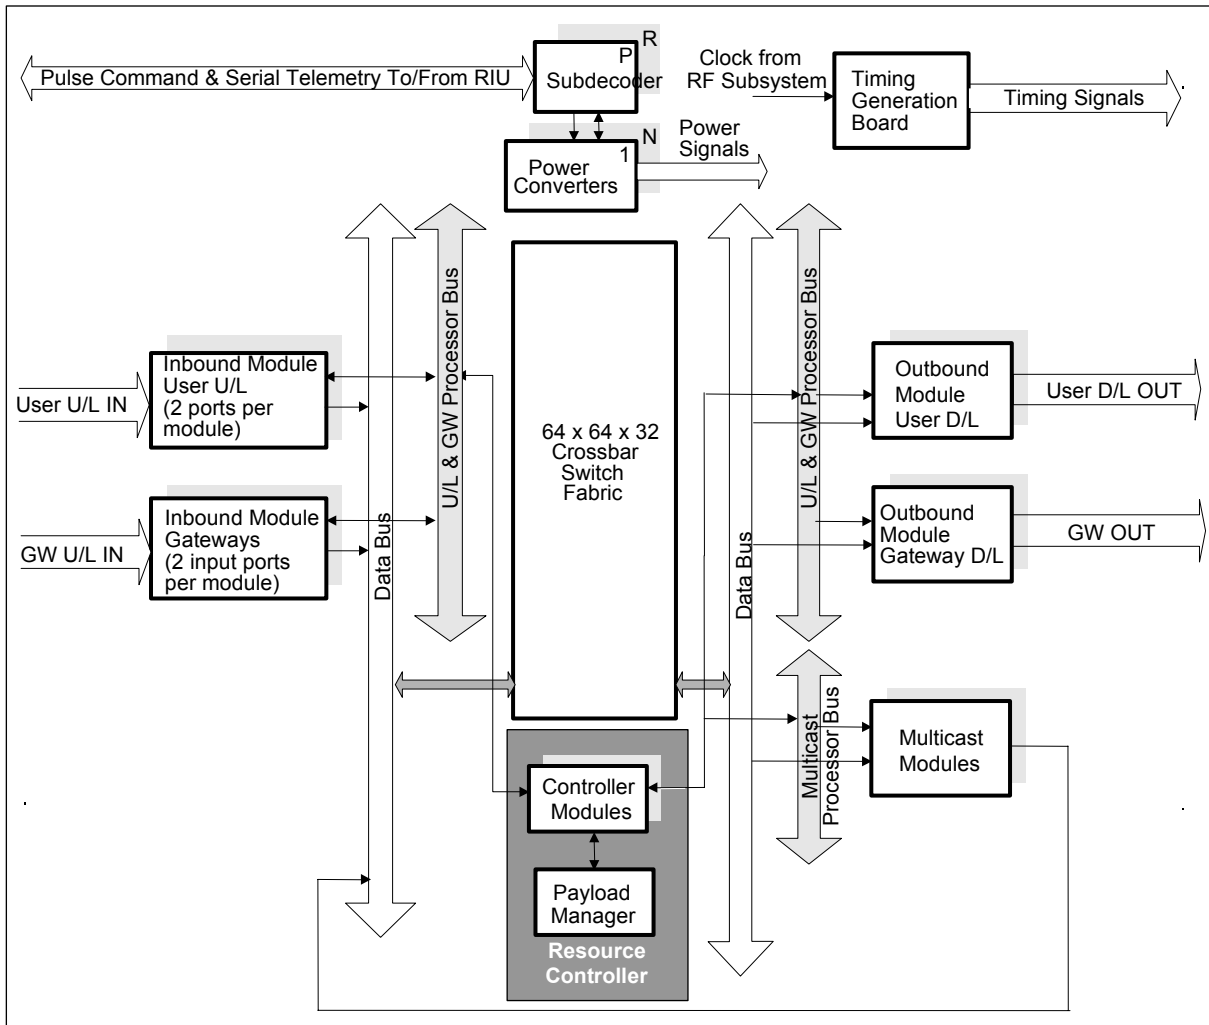 R
P
Subdecoder
Pulse Command & Serial Telemetry To/From RIU
Clock from
RF Subsystem
Timing
Generation
Board
Timing Signals
N
1
Power
Converters
Power
Signals
U/L & GW Processor Bus
Data Bus
Inbound Module
User U/L
(2 ports per
module)
User U/L IN
Inbound Module
Gateways
(2 input ports
per module)
GW U/L IN
64 x 64 x 32
Crossbar
Switch
Fabric
Data Bus
U/L & GW Processor Bus
Outbound
Module
User D/L
User D/L OUT
Outbound
Module
Gateway D/L
GW OUT
Multicast
Processor Bus
Multicast
Modules
Controller
Modules
Payload
Manager
Resource
Controller